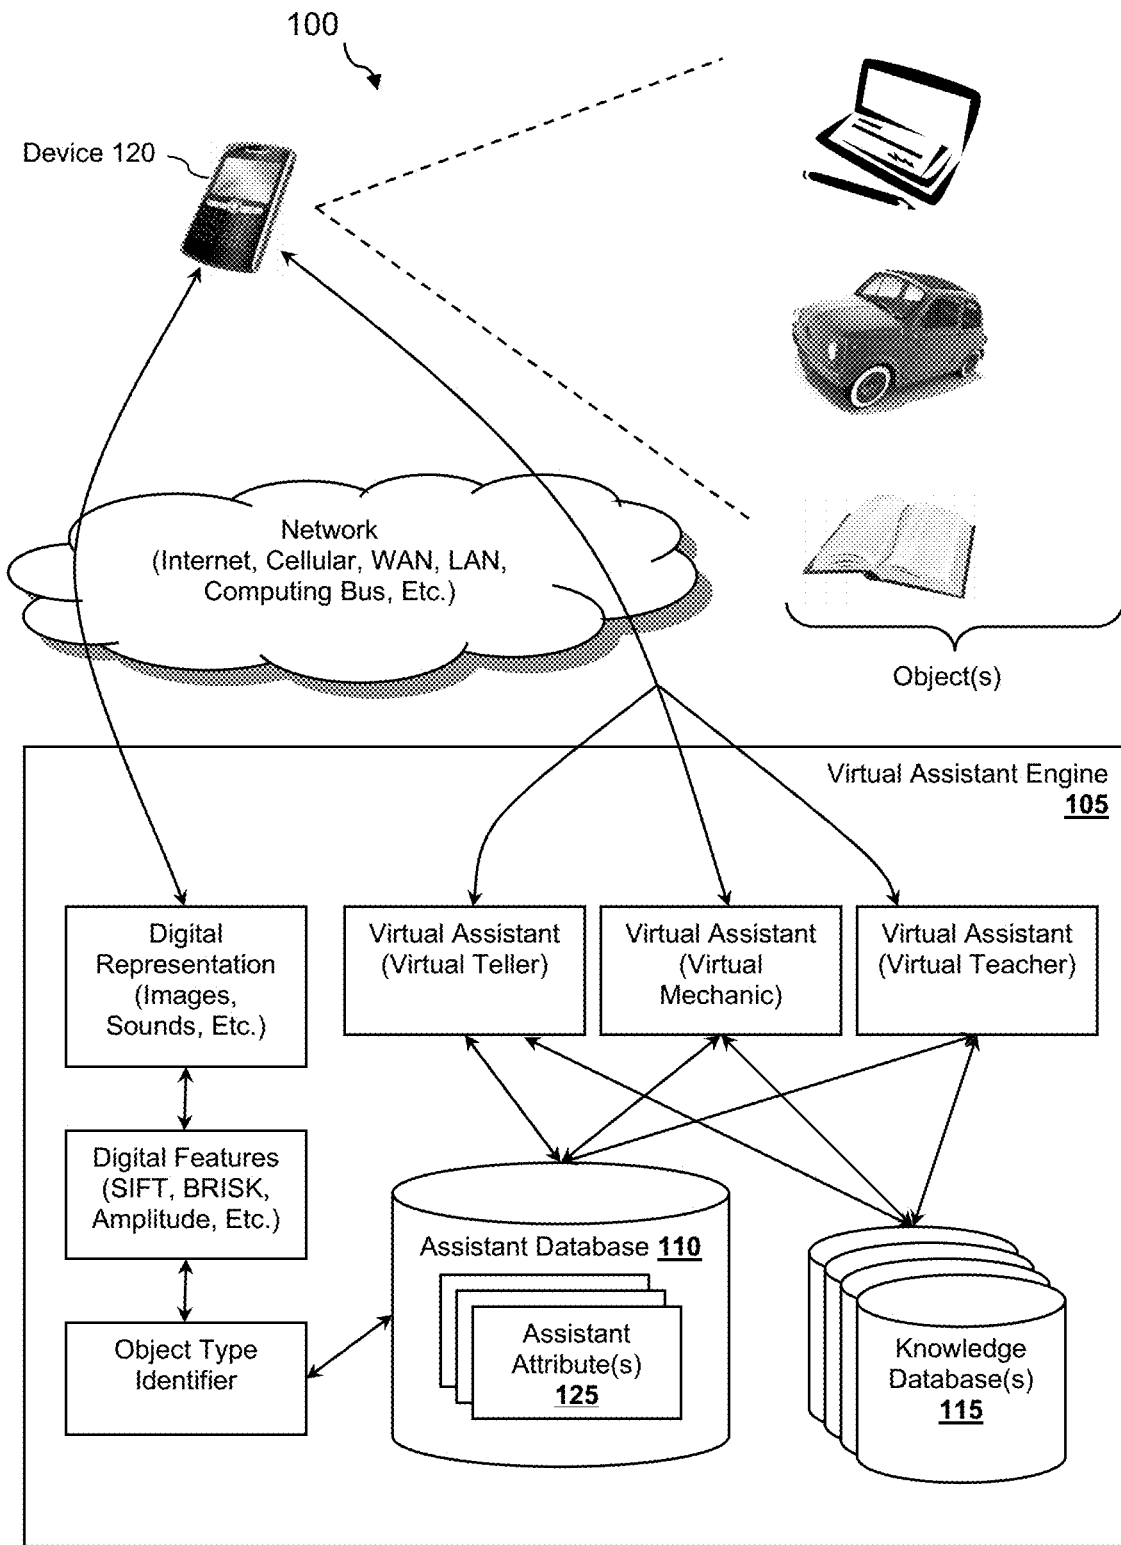 100
Device 120
Network
(Internet, Cellular, WAN, LAN,
Computing Bus, Etc.)
Object(s)
Virtual Assistant Engine
105
Digital
Representation
(Images,
Sounds, Etc.)
Virtual Assistant
(Virtual Teller)
Virtual Assistant
(Virtual
Mechanic)
Virtual Assistant
(Virtual Teacher)
Digital Features
(SIFT, BRISK,
Amplitude, Etc.)
Object Type
Identifier
Assistant Database 110
Assistant
Attribute(s)
125
Knowledge
Database(s)
115